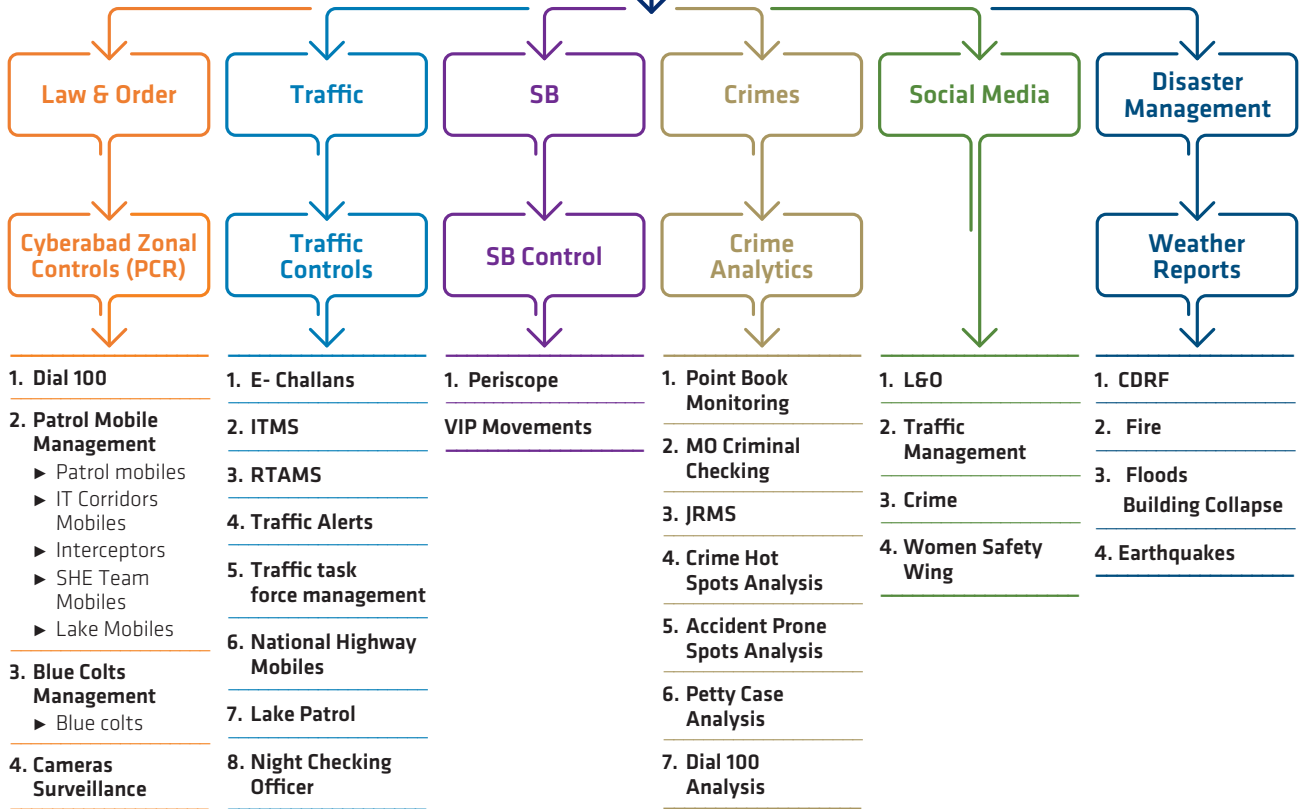 Law & Order
Traffic
SB
Crimes
Social Media
Disaster
Management
Cyberabad Zonal
Controls (PCR)
Traffic
Controls
SB Control
Crime
Analytics
Weather
Reports
1. Dial 100
2. Patrol Mobile
Management
► Patrol mobiles
► IT Corridors
Mobiles
► Interceptors
► SHE Team
Mobiles
► Lake Mobiles
3. Blue Colts
Management
► Blue colts
4. Cameras
Surveillance
1. E- Challans
2. ITMS
3. RTAMS
4. Traffic Alerts
5. Traffic task
force management
6. National Highway
Mobiles
7. Lake Patrol
8. Night Checking
Officer
1. Periscope
VIP Movements
1. Point Book
Monitoring
2. MO Criminal
Checking
3. JRMS
4. Crime Hot
Spots Analysis
5. Accident Prone
Spots Analysis
6. Petty Case
Analysis
7. Dial 100
Analysis
1. L&O
2. Traffic
Management
3. Crime
4. Women Safety
Wing
1. CDRF
2. Fire
3. Floods
Building Collapse
4. Earthquakes